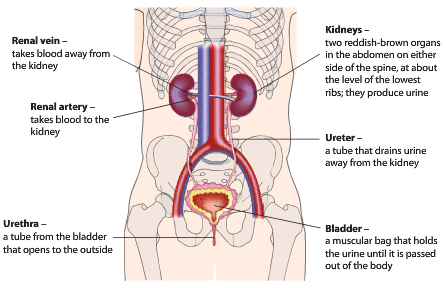 Renal vein –
takes blood away from
the kidney
Renal artery –
takes blood to the
kidney
Urethra –
a tube from the bladder
that opens to the outside
Kidneys –
two reddish-brown organs
in the abdomen on either
side of the spine, at about
the level of the lowest
ribs; they produce urine
Ureter –
a tube that drains urine
away from the kidney
Bladder –
a muscular bag that holds
the urine until it is passed
out of the body